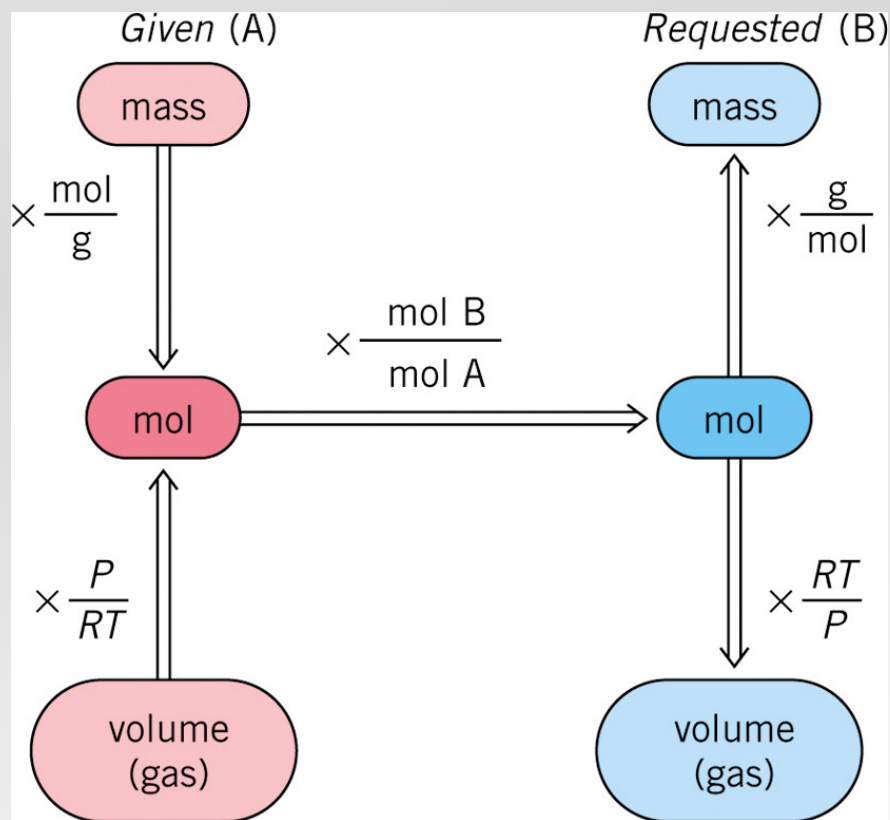 Given (A)
Requested (B)
mass
mass
× mol
g
× g
mol
× mol B
mol A
mol
mol
× P
RT
× RT
P
volume
(gas)
volume
(gas)